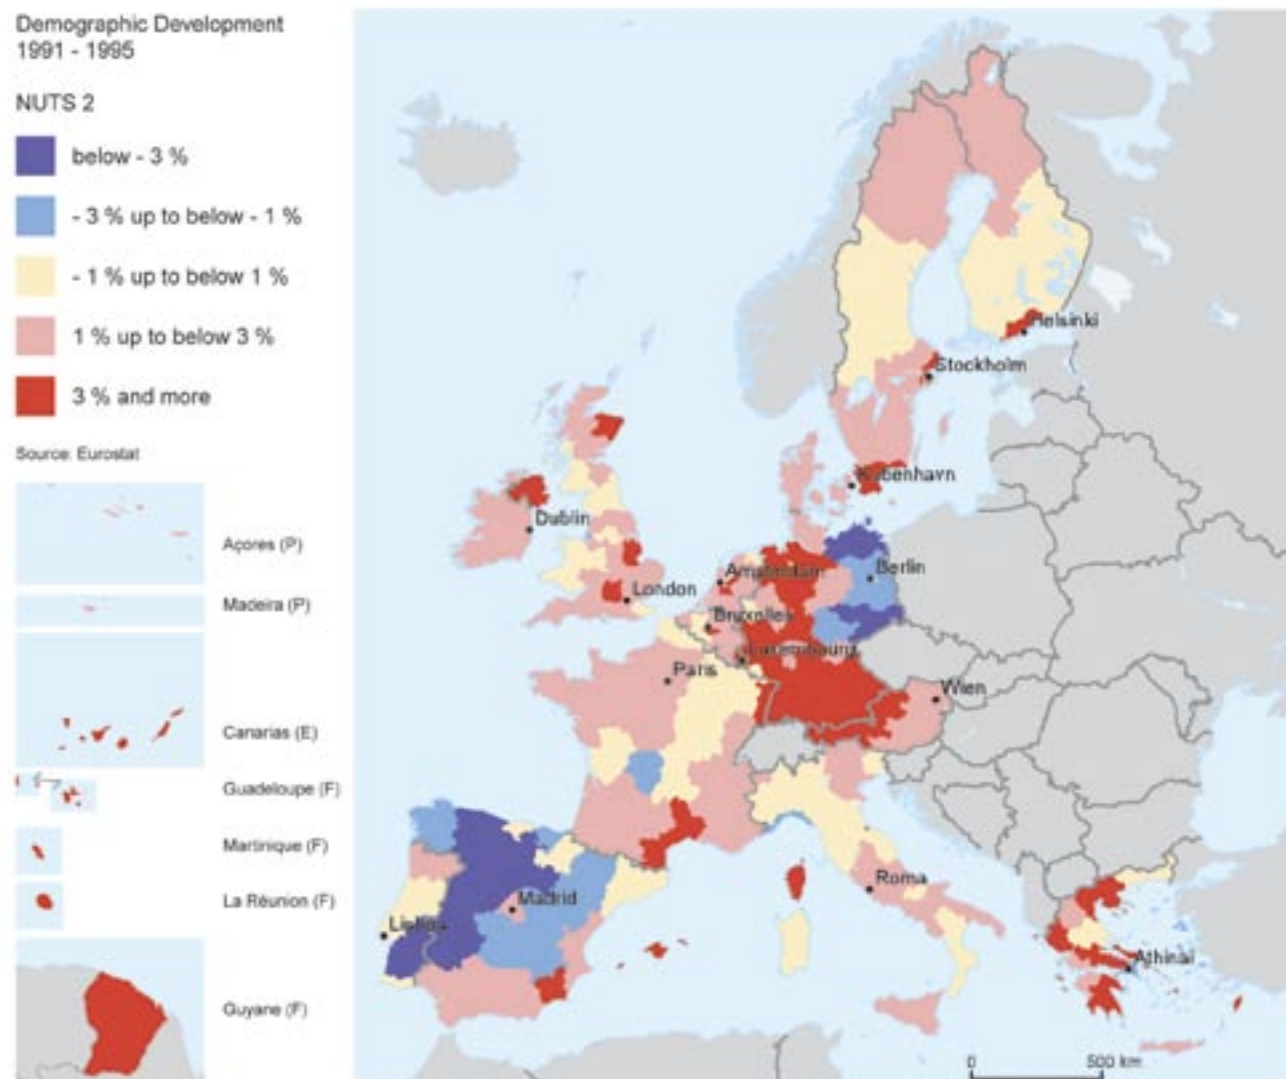 Demographic Development
1991 - 1995
NUTS 2
below - 3 %
- 3 % up to below - 1 %
- 1 % up to below 1 %
1 % up to below 3 %
3 % and more
Source: Eurostat
Açores (P)
Madeira (P)
Canarias (E)
Guadeloupe (F)
Martinique (F)
La Réunion (F)
Guyane (F)
Helsinki
Stockholm
København
Dublin
Amsterdam
Berlin
London
Bruxelles
Luxembourg
Paris
Wien
Roma
Madrid
Athinai
0 500 km